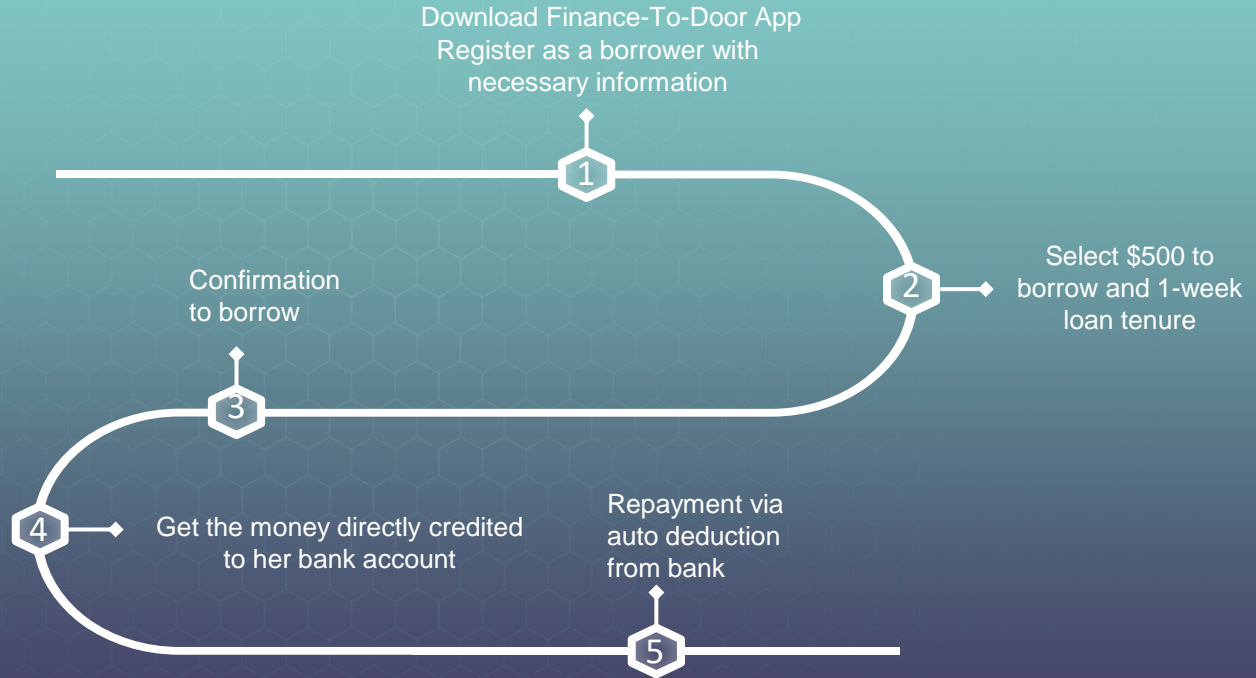 Download Finance-To-Door App
Register as a borrower with
necessary information
1
2
Select $500 to
borrow and 1-week
loan tenure
Confirmation
to borrow
3
4
Get the money directly credited
to her bank account
Repayment via
auto deduction
from bank
5